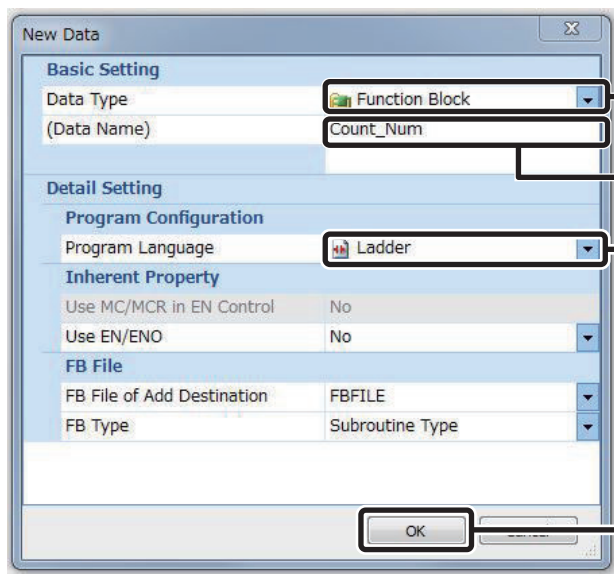 New Data
Basic Setting
Data Type Function Block
(Data Name) Count_Num
Detail Setting
Program Configuration
Program Language Ladder
Inherent Property
Use MC/MCR in EN Control No
Use EN/ENO No
FB File
FB File of Add Destination FBFILE
FB Type Subroutine Type
OK